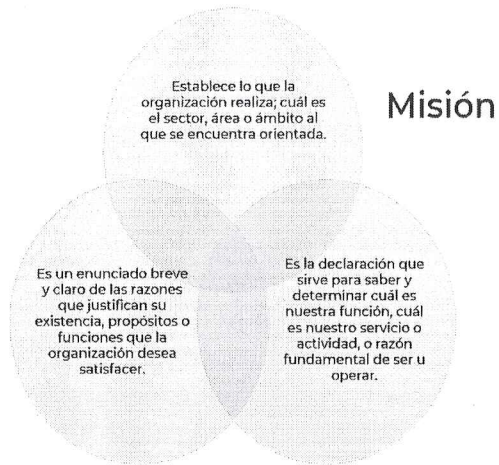 Establece lo que la
organización realiza; cuál es
el sector, área o ámbito al
que se encuentra orientada.
Misión
Es un enunciado breve
y claro de las razones
que justifican su
existencia, propósitos o
funciones que la
organización desea
satisfacer.
Es la declaración que
sirve para saber y
determinar cuál es
nuestra función, cuál
es nuestro servicio o
actividad, o razón
fundamental de ser u
operar.